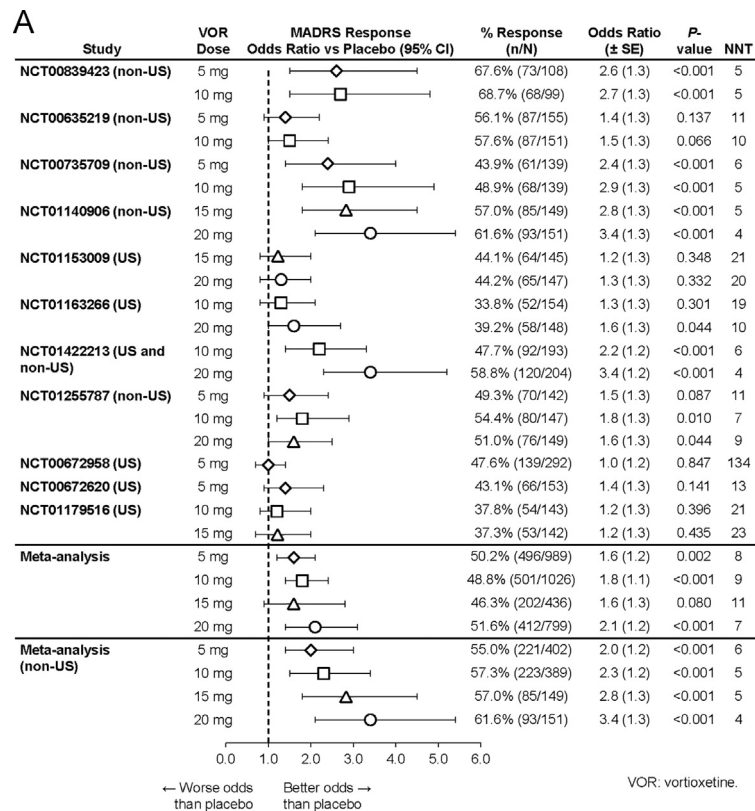 A
Study VOR Dose MADRS Response Odds Ratio vs Placebo (95% CI) % Response (n/N) Odds Ratio (± SE) P-value NNT
NCT00839423 (non-US) 5 mg 67.6% (73/108) 2.6 (1.3) <0.001 5
10 mg 68.7% (68/99) 2.7 (1.3) <0.001 5
NCT00635219 (non-US) 5 mg 56.1% (87/155) 1.4 (1.3) 0.137 11
10 mg 57.6% (87/151) 1.5 (1.3) 0.066 10
NCT00735709 (non-US) 5 mg 43.9% (61/139) 2.4 (1.3) <0.001 6
10 mg 48.9% (68/139) 2.9 (1.3) <0.001 5
NCT01140906 (non-US) 15 mg 57.0% (85/149) 2.8 (1.3) <0.001 5
20 mg 61.6% (93/151) 3.4 (1.3) <0.001 4
NCT01153009 (US) 15 mg 44.1% (64/145) 1.2 (1.3) 0.348 21
20 mg 44.2% (65/147) 1.3 (1.3) 0.332 20
NCT01163266 (US) 10 mg 33.8% (52/154) 1.3 (1.3) 0.301 19
20 mg 39.2% (58/148) 1.6 (1.3) 0.044 10
NCT01422213 (US and non-US) 10 mg 47.7% (92/193) 2.2 (1.2) <0.001 6
20 mg 58.8% (120/204) 3.4 (1.2) <0.001 4
NCT01255787 (non-US) 5 mg 49.3% (70/142) 1.5 (1.3) 0.087 11
10 mg 54.4% (80/147) 1.8 (1.3) 0.010 7
20 mg 51.0% (76/149) 1.6 (1.3) 0.044 9
NCT00672958 (US) 5 mg 47.6% (139/292) 1.0 (1.2) 0.847 134
NCT00672620 (US) 5 mg 43.1% (66/153) 1.4 (1.3) 0.141 13
NCT01179516 (US) 10 mg 37.8% (54/143) 1.2 (1.3) 0.396 21
15 mg 37.3% (53/142) 1.2 (1.3) 0.435 23
Meta-analysis 5 mg 50.2% (496/989) 1.6 (1.2) 0.002 8
10 mg 48.8% (501/1026) 1.8 (1.1) <0.001 9
15 mg 46.3% (202/436) 1.6 (1.3) 0.080 11
20 mg 51.6% (412/799) 2.1 (1.2) <0.001 7
Meta-analysis (non-US) 5 mg 55.0% (221/402) 2.0 (1.2) <0.001 6
10 mg 57.3% (223/389) 2.3 (1.2) <0.001 5
15 mg 57.0% (85/149) 2.8 (1.3) <0.001 5
20 mg 61.6% (93/151) 3.4 (1.3) <0.001 4
0.0 1.0 2.0 3.0 4.0 5.0 6.0
← Worse odds than placebo
Better odds → than placebo
VOR: vortioxetine.